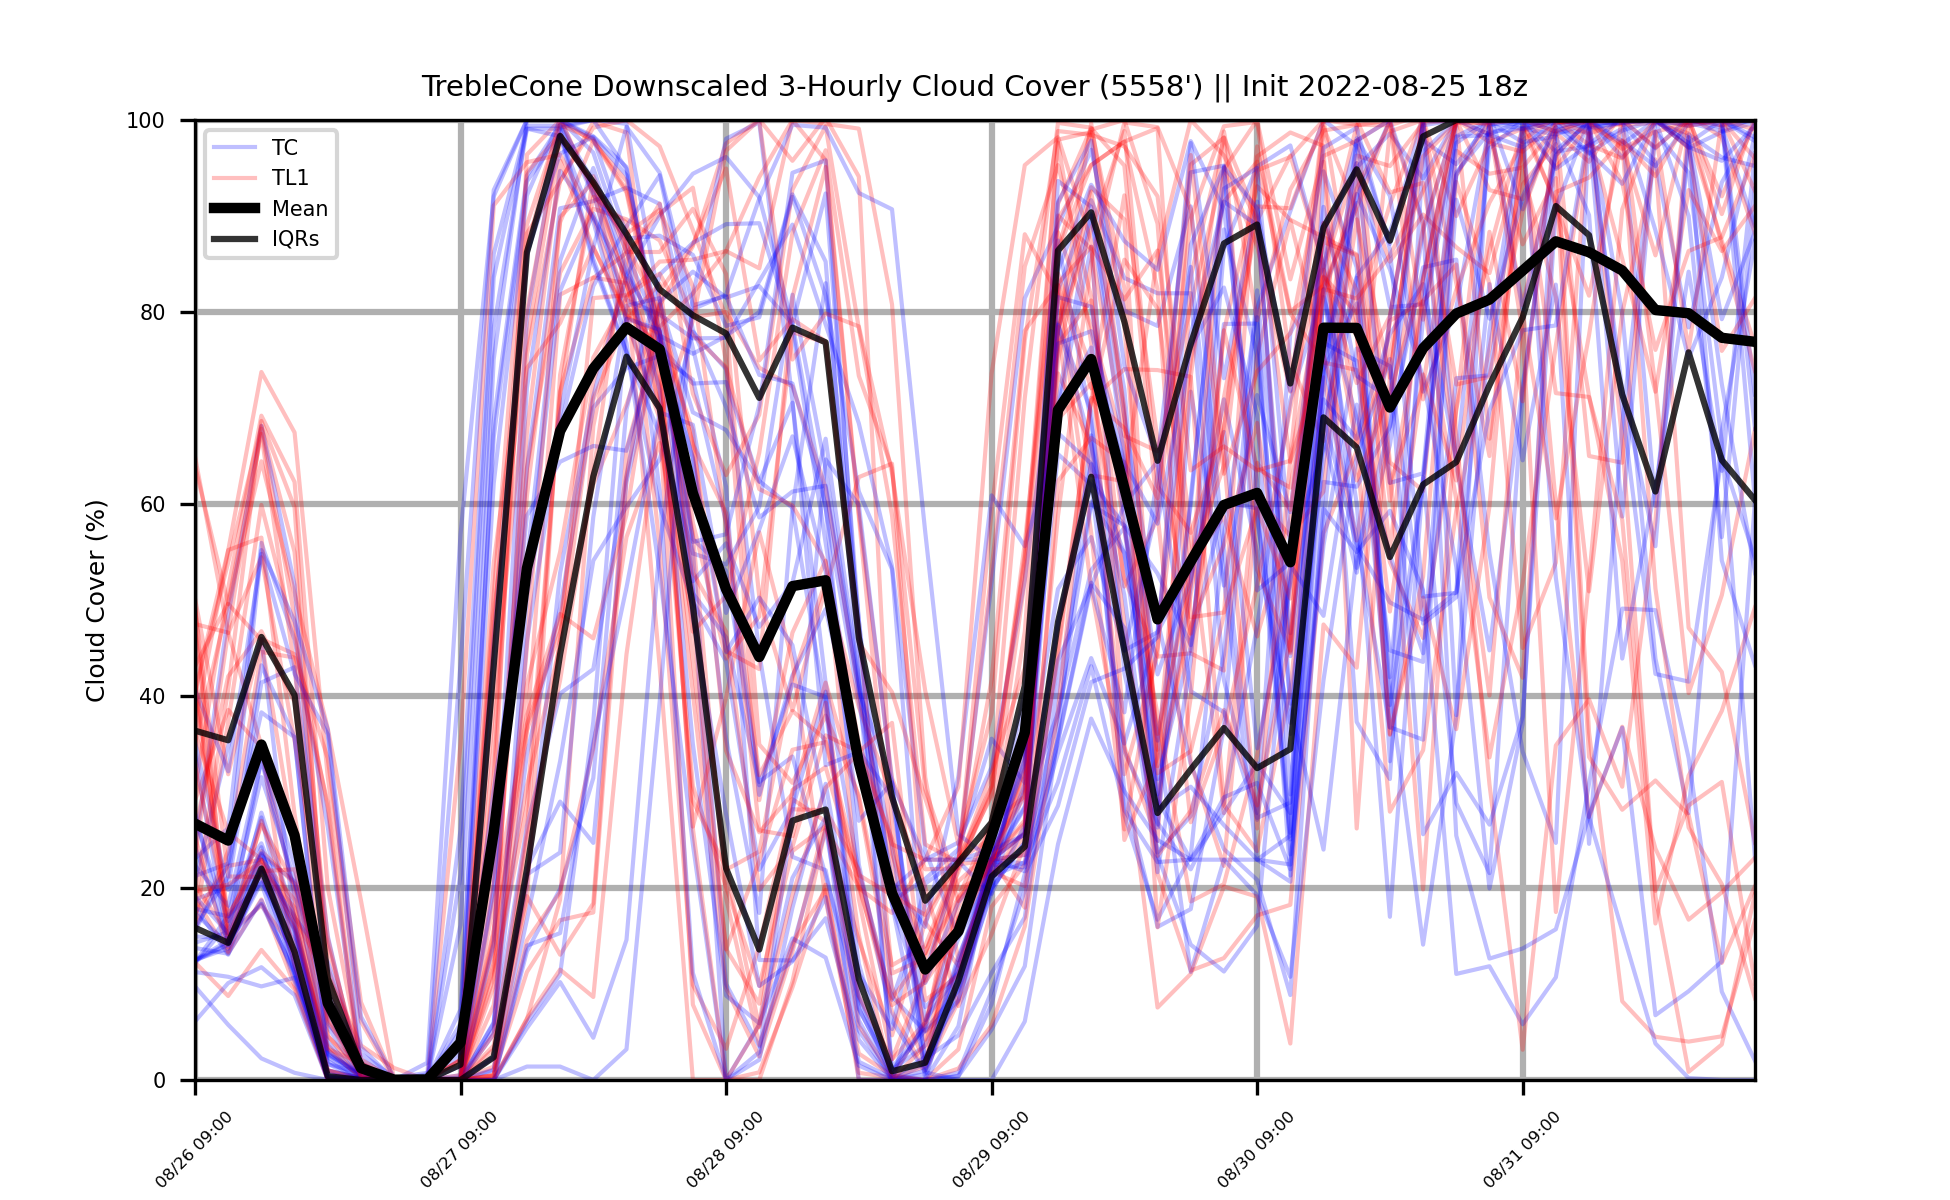 TrebleCone Downscaled 3-Hourly Cloud Cover (5558') || Init 2022-08-25 18z
TC
TL1
Mean
IQRs
Cloud Cover (%)
100
80
60
40
20
0
08/26 09:00
08/27 09:00
08/28 09:00
08/29 09:00
08/30 09:00
08/31 09:00